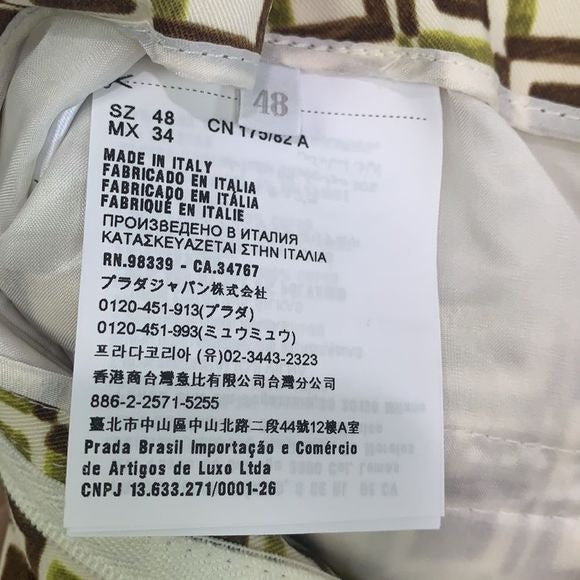 48
SZ 48
MX 34 CN 175/82 A
MADE IN ITALY
FABRICADO EN ITALIA
FABRICADO EM ITÁLIA
FABRIQUÉ EN ITALIE
ПРОИЗВЕДЕНО В ИТАЛИЯ
ΚΑΤΑΣΚΕΥΑΖΕΤΑΙ ΣΤΗΝ ΙΤΑΛΙΑ
RN.98339 - CA.34767
プラダジャパン株式会社
0120-451-913(プラダ)
0120-451-993(ミュウミュウ)
프라다코리아 (유)02-3443-2323
香港商台灣意比有限公司台灣分公司
886-2-2571-5255
臺北市中山區中山北路二段44號12樓A室
Prada Brasil Importação e Comércio
de Artigos de Luxo Ltda
CNPJ 13.633.271/0001-26